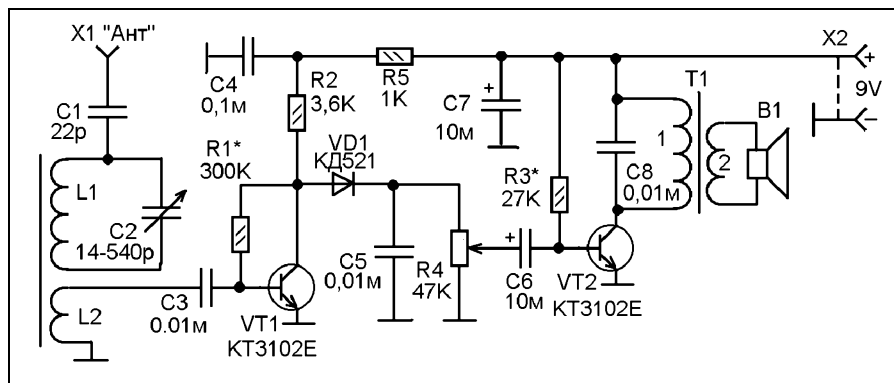 X1 "Ант"
C1
22p
L1
C2
14-540p
L2
C3
0.01м
C4
0,1м
R2
3,6K
R1*
300K
VT1
KT3102E
VD1
КД521
R5
1K
C5
0,01м
R4
47K
C7
10м
+
R3*
27K
+
C6
10м
VT2
KT3102E
C8
0,01м
T1
1
2
B1
X2
+
9V
−